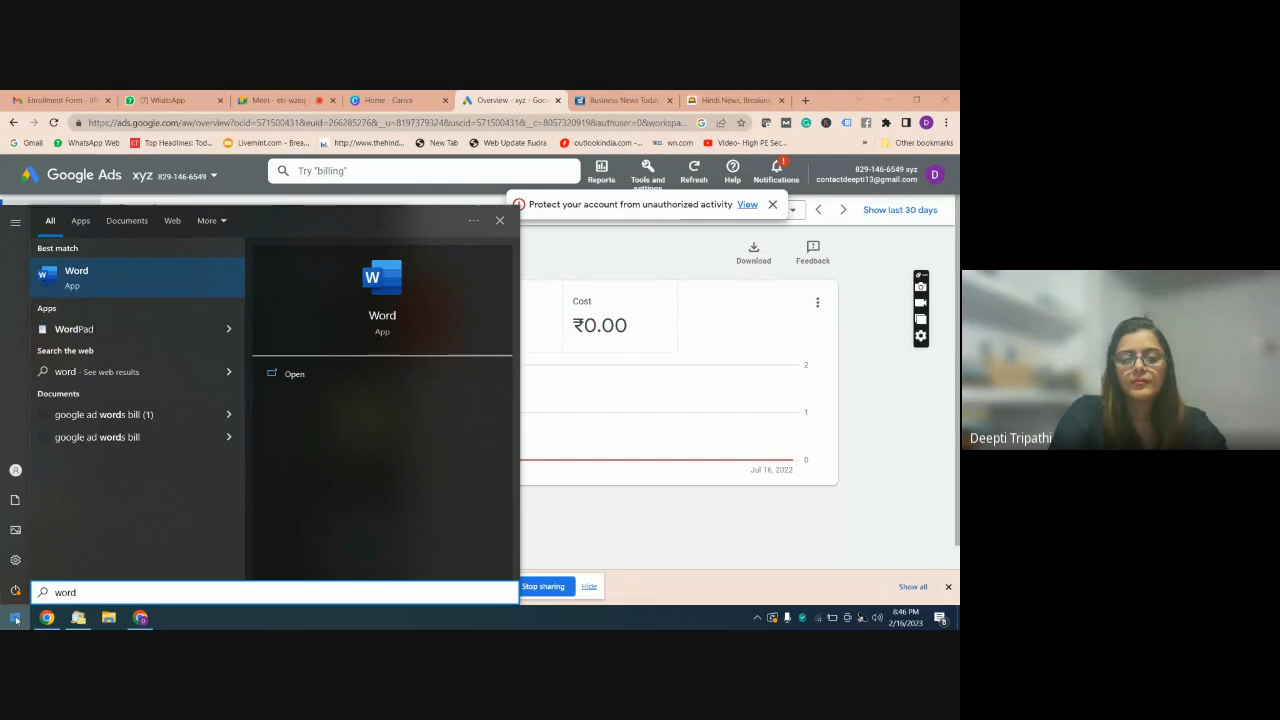 Enrollment Form - Ill
(7) WhatsApp
Meet - etr-wzeq
Home - Canva
Overview - xyz - Goo
Business News Today
Hindi News, Breaking
https://ads.google.com/aw/overview?ocid=571500431&euid=266285276&__u=8197379324&uscid=571500431&__c=8057320919&authuser=0&workspa...
Gmail
WhatsApp Web
Top Headlines: Tod...
Livemint.com - Brea...
http://www.thehind...
New Tab
Web Update Rudra
outlookindia.com -...
wn.com
Video- High PE Sec...
Other bookmarks
Google Ads
xyz 829-146-6549
Try "billing"
Reports
Tools and settings
Refresh
Help
Notifications
829-146-6549 xyz
contactdeepti13@gmail.com
D
Protect your account from unauthorized activity
View
Show last 30 days
All
Apps
Documents
Web
More
Best match
Word
App
Apps
WordPad
Search the web
word - See web results
Documents
google ad words bill (1)
google ad words bill
Word
App
Open
Download
Feedback
Cost
₹0.00
2
1
0
Jul 16, 2022
Deepti Tripathi
word
Stop sharing
Hide
Show all
8:46 PM
2/16/2023